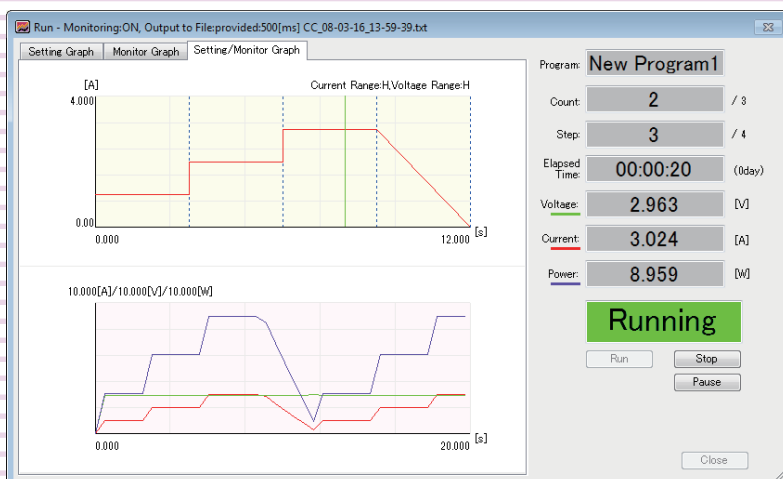 Run - Monitoring:ON, Output to File:provided:500[ms] CC_08-03-16_13-59-39.txt
Setting Graph Monitor Graph Setting/Monitor Graph
[A] Current Range:H,Voltage Range:H
4.000
0.00
0.000 12.000 [s]
10.000[A]/10.000[V]/10.000[W]
0.000 20.000 [s]
Program: New Program1
Count: 2 / 3
Step: 3 / 4
Elapsed Time: 00:00:20 (0day)
Voltage: 2.963 [V]
Current: 3.024 [A]
Power: 8.959 [W]
Running
Run Stop
Pause
Close